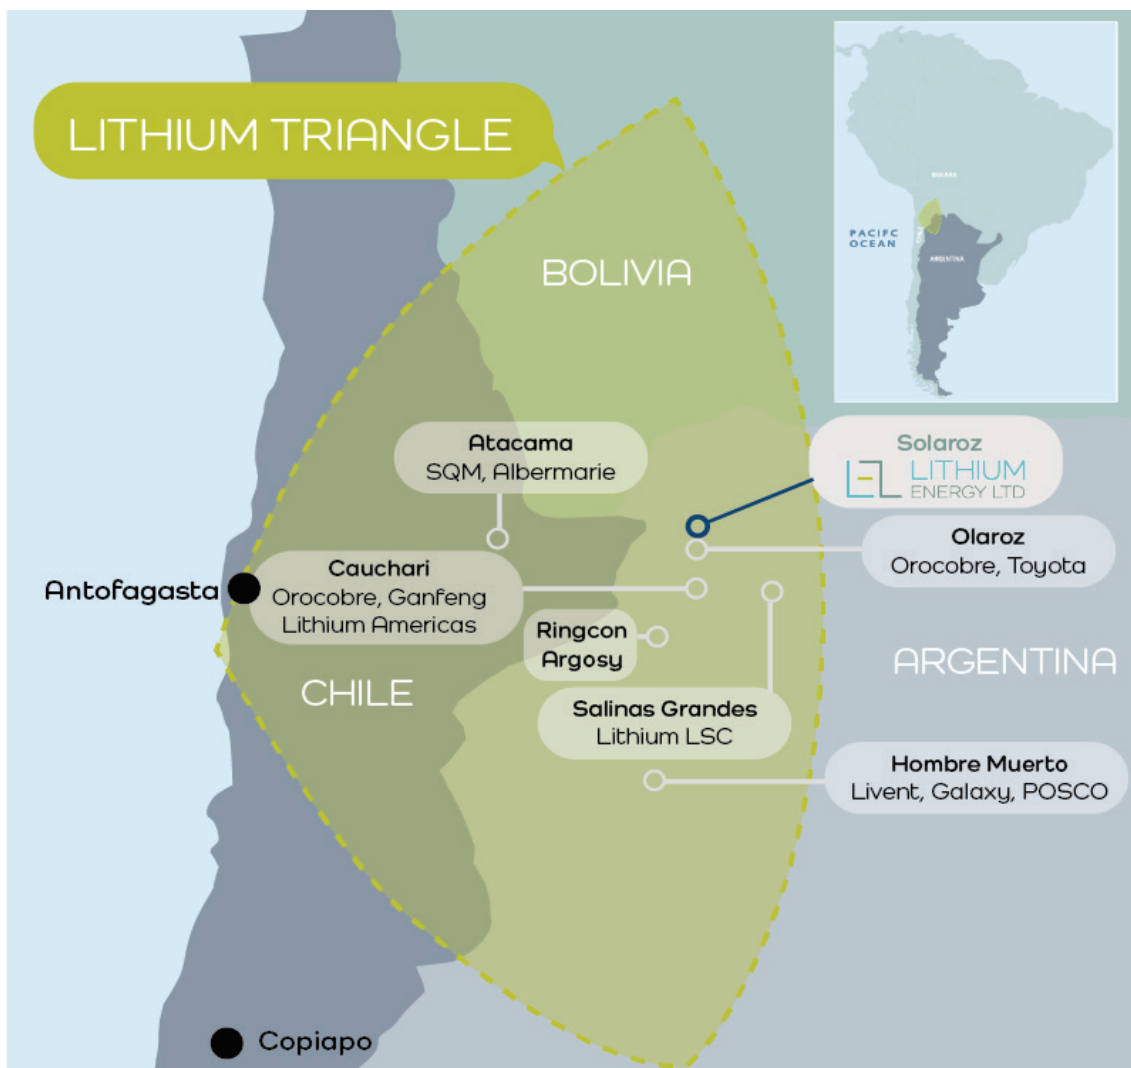 LITHIUM TRIANGLE
BOLIVIA
BOLIVIA
PACIFC
OCEAN
ARGENTINA
Atacama
SQM, Albermarie
Solaroz
LITHIUM
ENERGY LTD
Olaroz
Orocobre, Toyota
Antofagasta
Cauchari
Orocobre, Ganfeng
Lithium Americas
Ringcon
Argosy
ARGENTINA
CHILE
Salinas Grandes
Lithium LSC
Hombre Muerto
Livent, Galaxy, POSCO
Copiapo